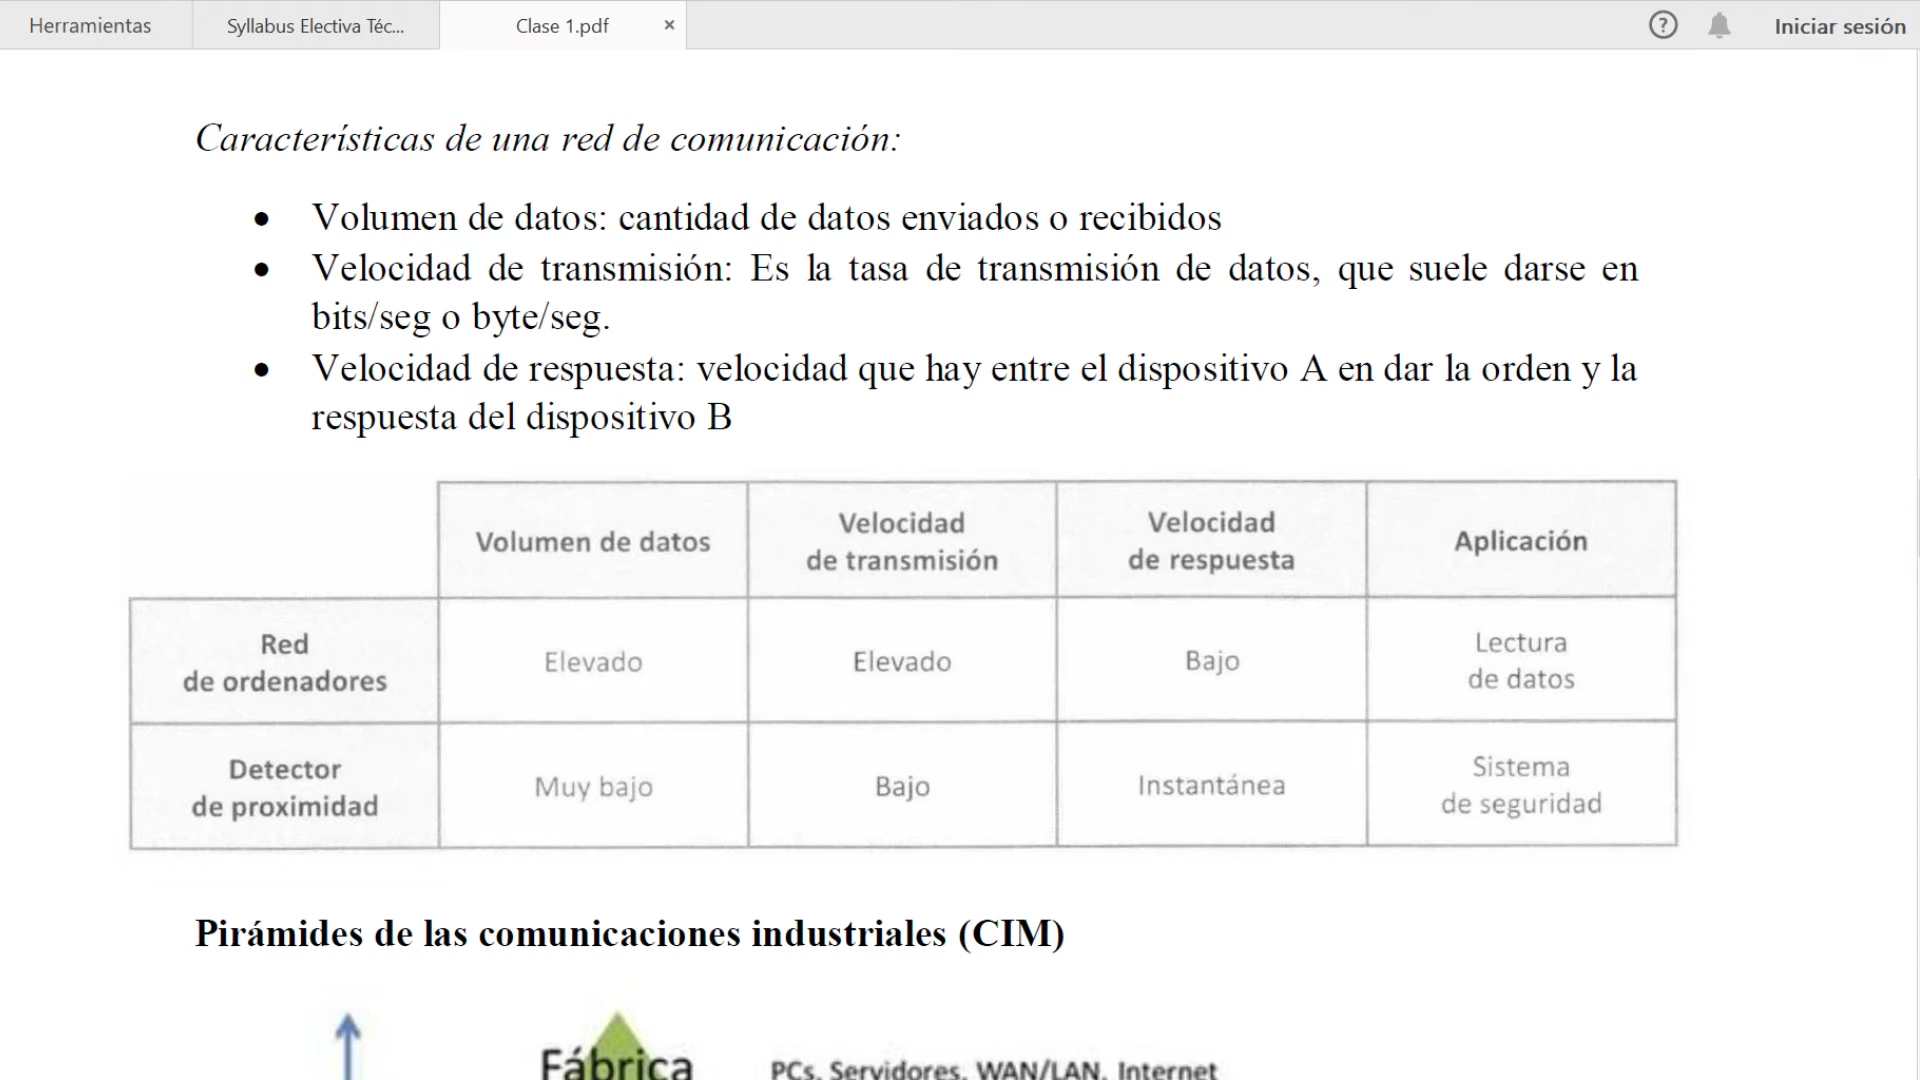 Herramientas
Syllabus Electiva Téc...
Clase 1.pdf
×
?
Iniciar sesión
Características de una red de comunicación:
• Volumen de datos: cantidad de datos enviados o recibidos
• Velocidad de transmisión: Es la tasa de transmisión de datos, que suele darse en
bits/seg o byte/seg.
• Velocidad de respuesta: velocidad que hay entre el dispositivo A en dar la orden y la
respuesta del dispositivo B
Volumen de datos
Velocidad
de transmisión
Velocidad
de respuesta
Aplicación
Red
de ordenadores
Elevado
Elevado
Bajo
Lectura
de datos
Detector
de proximidad
Muy bajo
Bajo
Instantánea
Sistema
de seguridad
Pirámides de las comunicaciones industriales (CIM)
Fábrica
PCs, Servidores, WAN/LAN, Internet